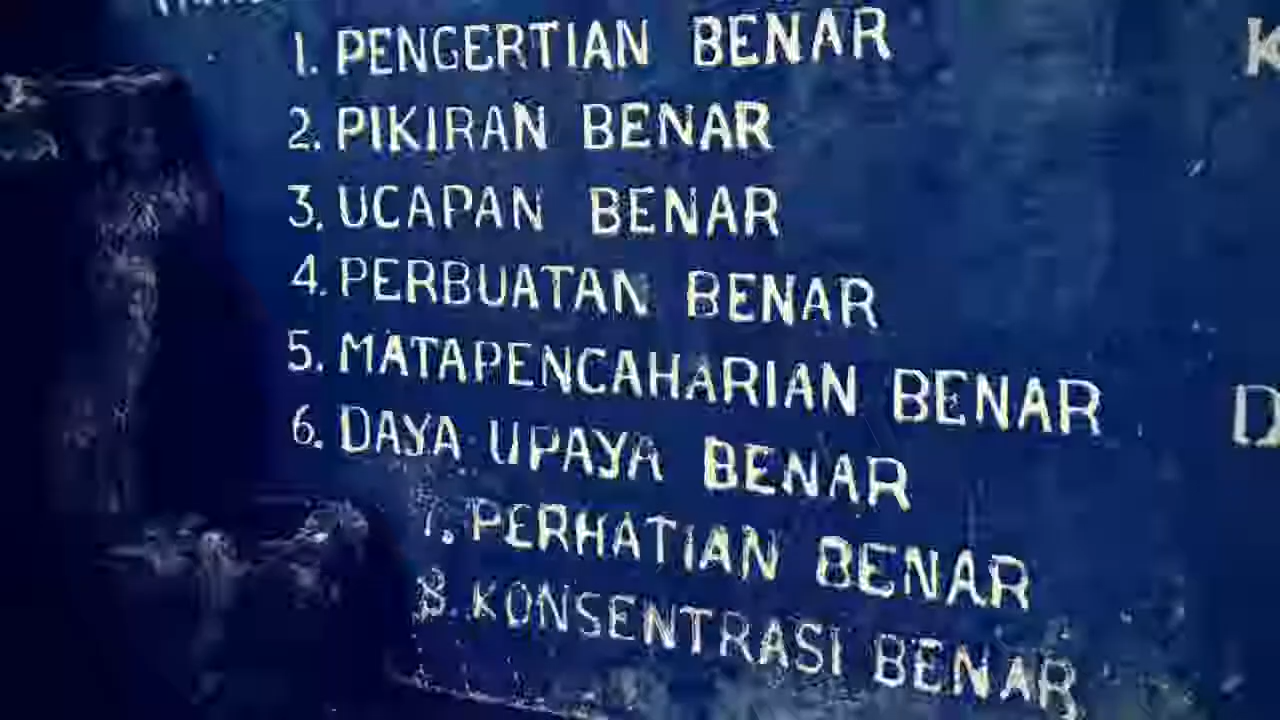 1. PENGERTIAN BENAR
2. PIKIRAN BENAR
3. UCAPAN BENAR
4. PERBUATAN BENAR
5. MATAPENCAHARIAN BENAR
6. DAYA UPAYA BENAR
7. PERHATIAN BENAR
8. KONSENTRASI BENAR